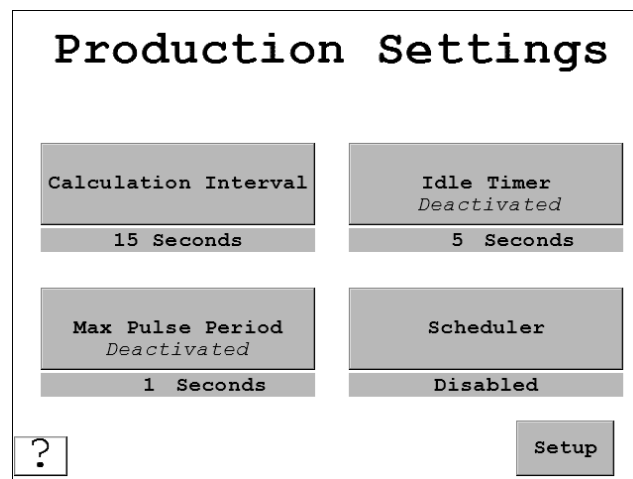 Production Settings
Calculation Interval
15 Seconds
Idle Timer
Deactivated
5 Seconds
Max Pulse Period
Deactivated
1 Seconds
Scheduler
Disabled
?
Setup